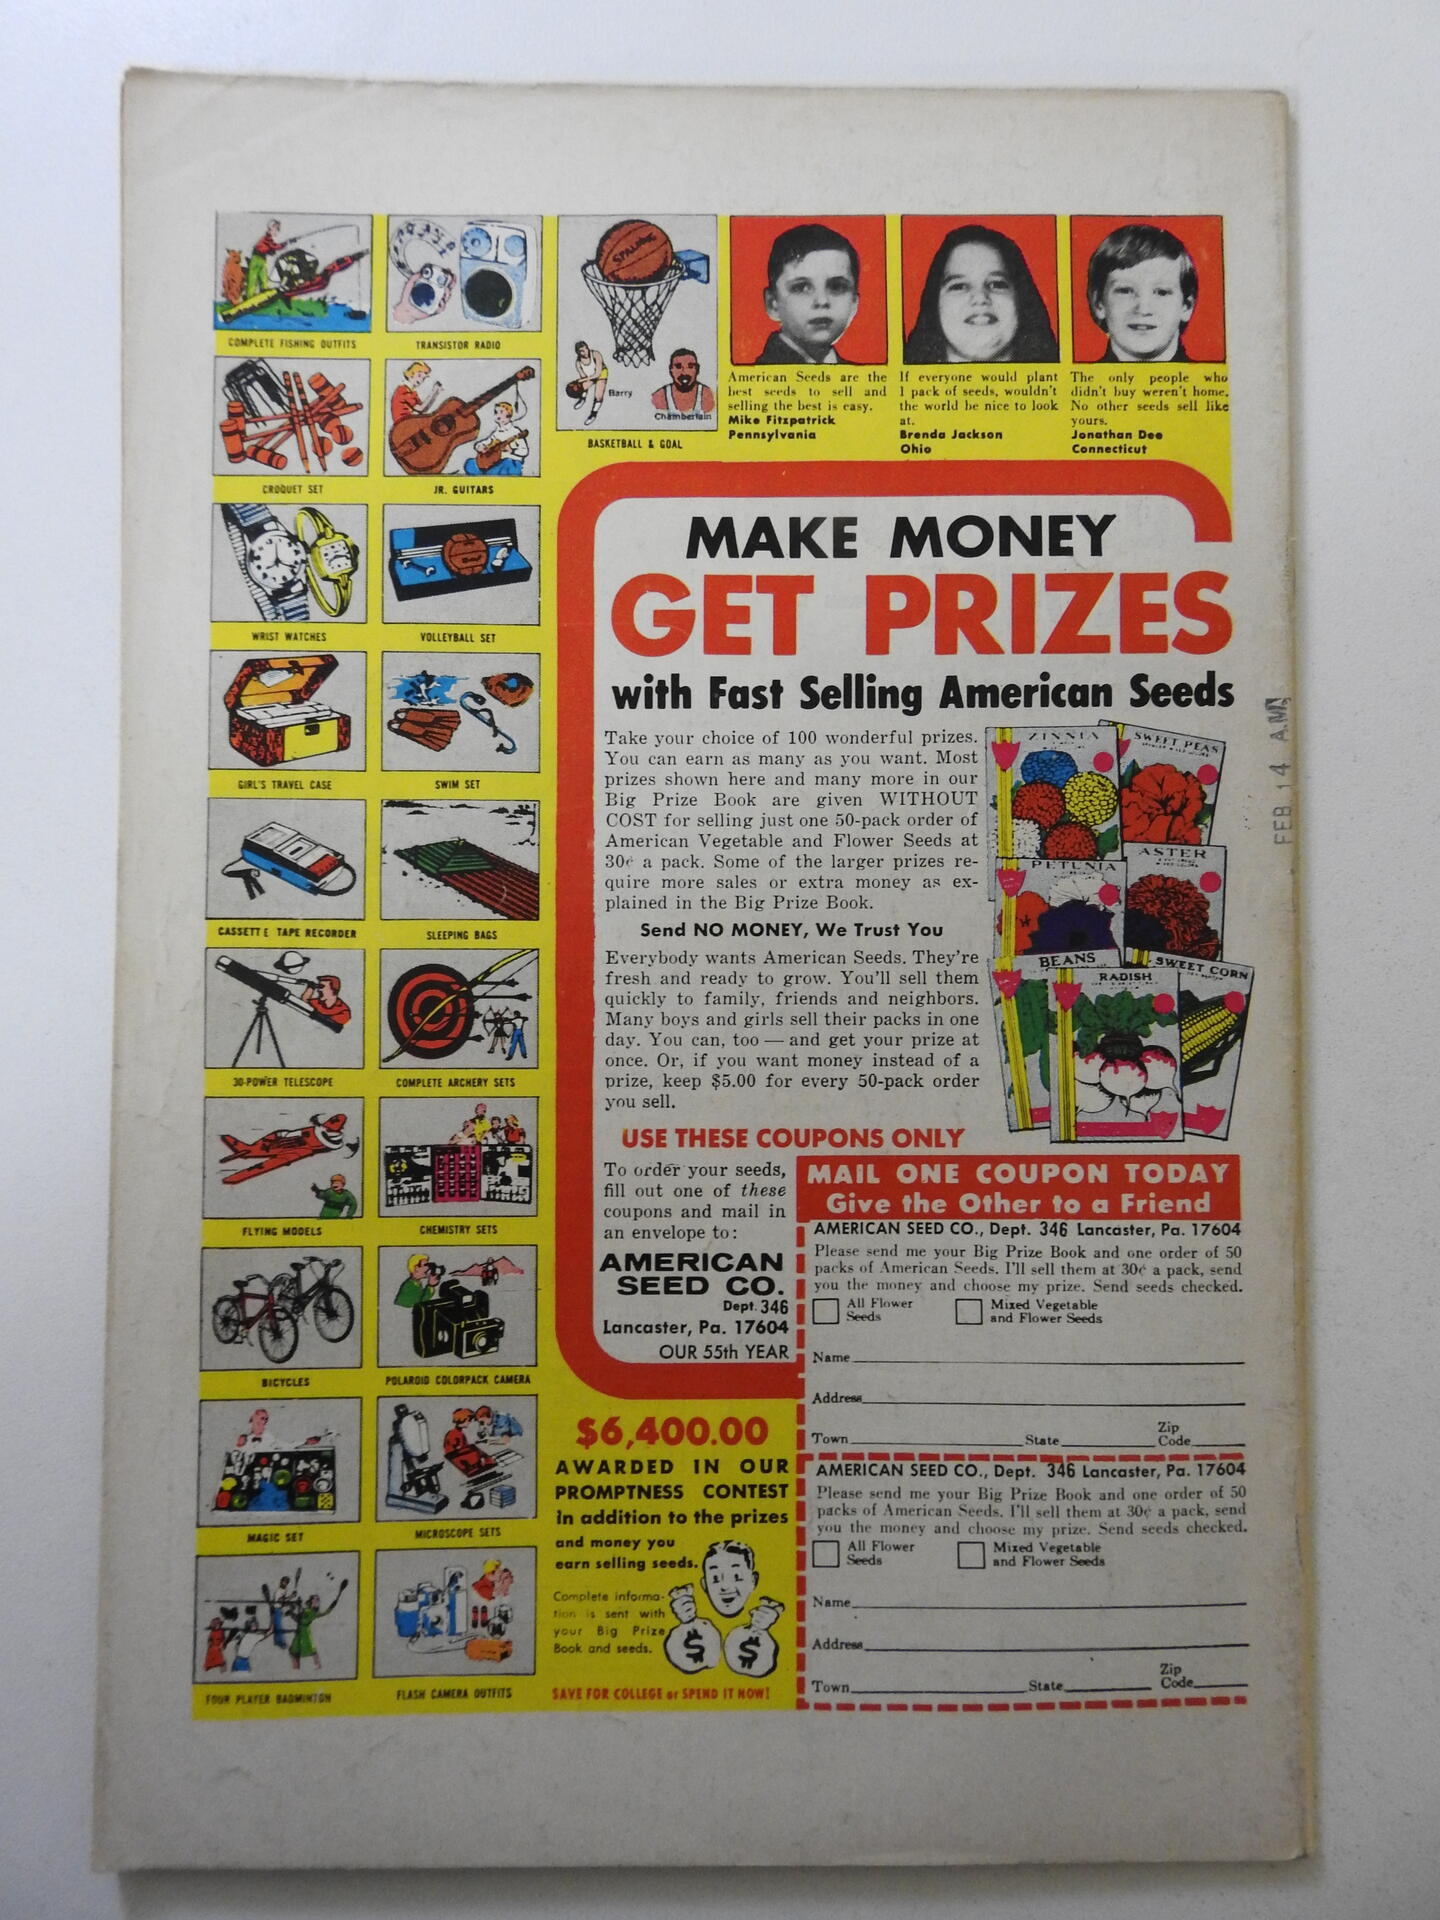 COMPLETE FISHING OUTFITS
TRANSISTOR RADIO
SPALDING
Barry
Chamberlain
BASKETBALL & GOAL
CROQUET SET
JR. GUITARS
WRIST WATCHES
VOLLEYBALL SET
GIRL'S TRAVEL CASE
SWIM SET
CASSETTE TAPE RECORDER
SLEEPING BAGS
30-POWER TELESCOPE
COMPLETE ARCHERY SETS
FLYING MODELS
CHEMISTRY SETS
BICYCLES
POLAROID COLORPACK CAMERA
MAGIC SET
MICROSCOPE SETS
FOUR PLAYER BADMINTON
FLASH CAMERA OUTFITS
American Seeds are the
best seeds to sell and
selling the best is easy.
Mike Fitzpatrick
Pennsylvania
If everyone would plant
1 pack of seeds, wouldn't
the world be nice to look
at.
Brenda Jackson
Ohio
The only people who
didn't buy weren't home.
No other seeds sell like
yours.
Jonathan Dee
Connecticut
MAKE MONEY
GET PRIZES
with Fast Selling American Seeds
Take your choice of 100 wonderful prizes.
You can earn as many as you want. Most
prizes shown here and many more in our
Big Prize Book are given WITHOUT
COST for selling just one 50-pack order of
American Vegetable and Flower Seeds at
30¢ a pack. Some of the larger prizes re-
quire more sales or extra money as ex-
plained in the Big Prize Book.
Send NO MONEY, We Trust You
Everybody wants American Seeds. They're
fresh and ready to grow. You'll sell them
quickly to family, friends and neighbors.
Many boys and girls sell their packs in one
day. You can, too — and get your prize at
once. Or, if you want money instead of a
prize, keep $5.00 for every 50-pack order
you sell.
ZINNIA
SWEET PEAS
PETUNIA
ASTER
BEANS
RADISH
SWEET CORN
FEB 14 A.M.
USE THESE COUPONS ONLY
To order your seeds,
fill out one of these
coupons and mail in
an envelope to:
AMERICAN
SEED CO.
Dept. 346
Lancaster, Pa. 17604
OUR 55th YEAR
$6,400.00
AWARDED IN OUR
PROMPTNESS CONTEST
in addition to the prizes
and money you
earn selling seeds.
Complete informa-
tion is sent with
your Big Prize
Book and seeds.
$ $
SAVE FOR COLLEGE or SPEND IT NOW!
MAIL ONE COUPON TODAY
Give the Other to a Friend
AMERICAN SEED CO., Dept. 346 Lancaster, Pa. 17604
Please send me your Big Prize Book and one order of 50
packs of American Seeds. I'll sell them at 30¢ a pack, send
you the money and choose my prize. Send seeds checked.
All Flower Seeds
Mixed Vegetable and Flower Seeds
Name
Address
Town State Zip Code
AMERICAN SEED CO., Dept. 346 Lancaster, Pa. 17604
Please send me your Big Prize Book and one order of 50
packs of American Seeds. I'll sell them at 30¢ a pack, send
you the money and choose my prize. Send seeds checked.
All Flower Seeds
Mixed Vegetable and Flower Seeds
Name
Address
Town State Zip Code